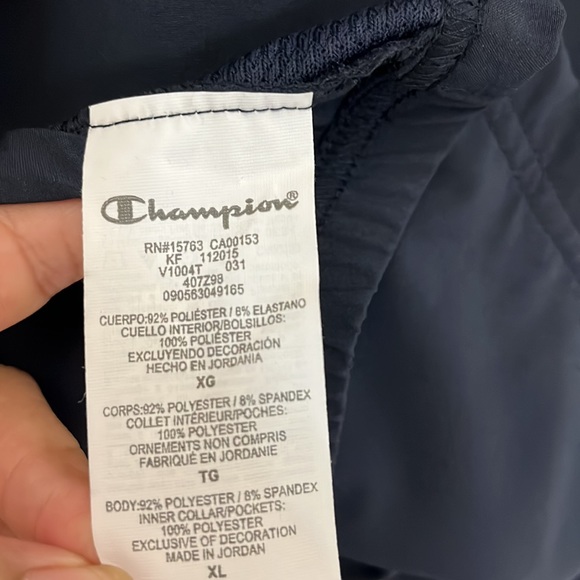 Champion®
RN#15763 CA00153
KF 112015
V1004T 031
407Z98
090563049165
CUERPO:92% POLIÉSTER / 8% ELASTANO
CUELLO INTERIOR/BOLSILLOS:
100% POLIÉSTER
EXCLUYENDO DECORACIÓN
HECHO EN JORDANIA
XG
CORPS:92% POLYESTER / 8% SPANDEX
COLLET INTÉRIEUR/POCHES:
100% POLYESTER
ORNEMENTS NON COMPRIS
FABRIQUÉ EN JORDANIE
TG
BODY:92% POLYESTER / 8% SPANDEX
INNER COLLAR/POCKETS:
100% POLYESTER
EXCLUSIVE OF DECORATION
MADE IN JORDAN
XL